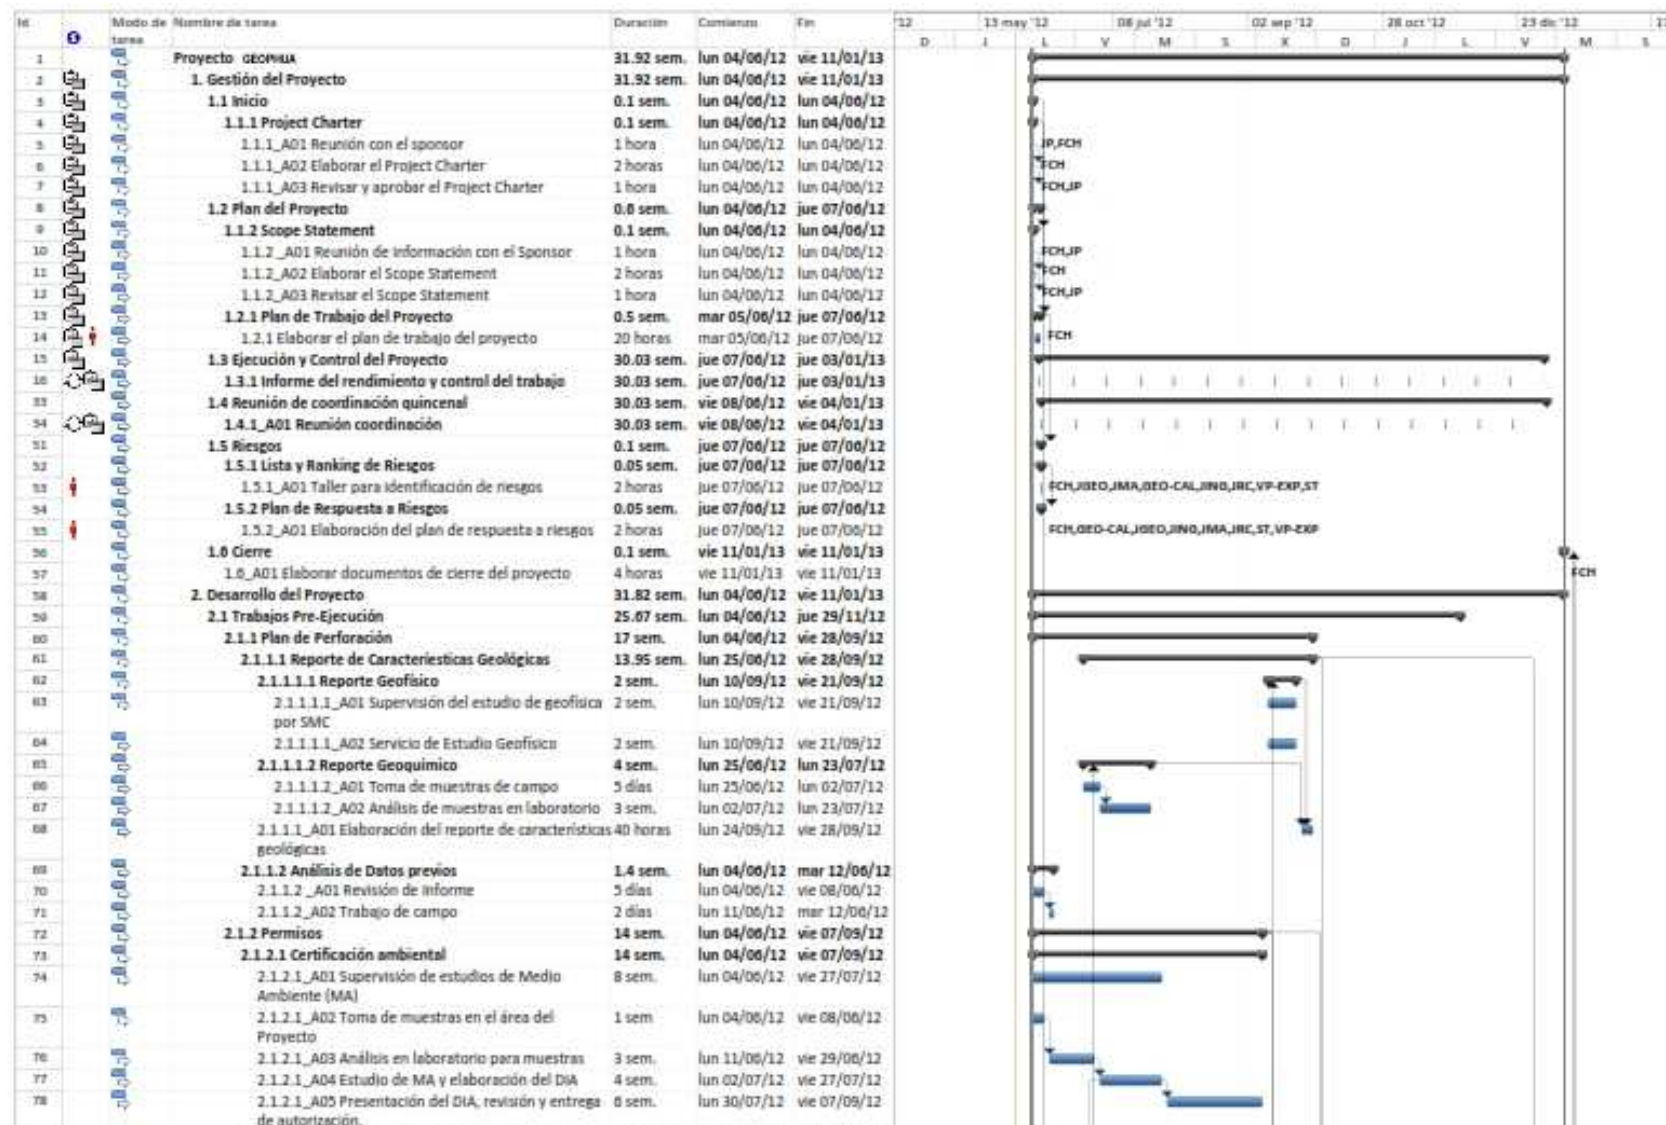 Id Modo de Nombre de tarea Duración Comienzo Fin '12 13 may '12 08 jul '12 02 sep '12 28 oct '12 23 dic '12
tarea D J L V M S X D J L V M S
1 Proyecto GEOPHUA 31.92 sem. lun 04/06/12 vie 11/01/13
2 1. Gestión del Proyecto 31.92 sem. lun 04/06/12 vie 11/01/13
3 1.1 Inicio 0.1 sem. lun 04/06/12 lun 04/06/12
4 1.1.1 Project Charter 0.1 sem. lun 04/06/12 lun 04/06/12
5 1.1.1_A01 Reunión con el sponsor 1 hora lun 04/06/12 lun 04/06/12 JP,FCH
6 1.1.1_A02 Elaborar el Project Charter 2 horas lun 04/06/12 lun 04/06/12 FCH
7 1.1.1_A03 Revisar y aprobar el Project Charter 1 hora lun 04/06/12 lun 04/06/12 FCH,JP
8 1.2 Plan del Proyecto 0.6 sem. lun 04/06/12 jue 07/06/12
9 1.1.2 Scope Statement 0.1 sem. lun 04/06/12 lun 04/06/12
10 1.1.2 _A01 Reunión de Información con el Sponsor 1 hora lun 04/06/12 lun 04/06/12 FCH,JP
11 1.1.2_A02 Elaborar el Scope Statement 2 horas lun 04/06/12 lun 04/06/12 FCH
12 1.1.2_A03 Revisar el Scope Statement 1 hora lun 04/06/12 lun 04/06/12 FCH,JP
13 1.2.1 Plan de Trabajo del Proyecto 0.5 sem. mar 05/06/12 jue 07/06/12
14 1.2.1 Elaborar el plan de trabajo del proyecto 20 horas mar 05/06/12 jue 07/06/12 FCH
15 1.3 Ejecución y Control del Proyecto 30.03 sem. jue 07/06/12 jue 03/01/13
16 1.3.1 Informe del rendimiento y control del trabajo 30.03 sem. jue 07/06/12 jue 03/01/13
33 1.4 Reunión de coordinación quincenal 30.03 sem. vie 08/06/12 vie 04/01/13
34 1.4.1_A01 Reunión coordinación 30.03 sem. vie 08/06/12 vie 04/01/13
51 1.5 Riesgos 0.1 sem. jue 07/06/12 jue 07/06/12
52 1.5.1 Lista y Ranking de Riesgos 0.05 sem. jue 07/06/12 jue 07/06/12
53 1.5.1_A01 Taller para identificación de riesgos 2 horas jue 07/06/12 jue 07/06/12 FCH,JGEO,JMA,GEO-CAL,JING,JRC,VP-EXP,ST
54 1.5.2 Plan de Respuesta a Riesgos 0.05 sem. jue 07/06/12 jue 07/06/12
55 1.5.2_A01 Elaboración del plan de respuesta a riesgos 2 horas jue 07/06/12 jue 07/06/12 FCH,GEO-CAL,JGEO,JING,JMA,JRC,ST,VP-EXP
56 1.6 Cierre 0.1 sem. vie 11/01/13 vie 11/01/13
57 1.6_A01 Elaborar documentos de cierre del proyecto 4 horas vie 11/01/13 vie 11/01/13 FCH
58 2. Desarrollo del Proyecto 31.82 sem. lun 04/06/12 vie 11/01/13
59 2.1 Trabajos Pre-Ejecución 25.67 sem. lun 04/06/12 jue 29/11/12
60 2.1.1 Plan de Perforación 17 sem. lun 04/06/12 vie 28/09/12
61 2.1.1.1 Reporte de Caracteriesticas Geológicas 13.95 sem. lun 25/06/12 vie 28/09/12
62 2.1.1.1.1 Reporte Geofísico 2 sem. lun 10/09/12 vie 21/09/12
63 2.1.1.1.1_A01 Supervisión del estudio de geofísica 2 sem. lun 10/09/12 vie 21/09/12
por SMC
64 2.1.1.1.1_A02 Servicio de Estudio Geofísico 2 sem. lun 10/09/12 vie 21/09/12
65 2.1.1.1.2 Reporte Geoquimico 4 sem. lun 25/06/12 lun 23/07/12
66 2.1.1.1.2_A01 Toma de muestras de campo 5 días lun 25/06/12 lun 02/07/12
67 2.1.1.1.2_A02 Análisis de muestras en laboratorio 3 sem. lun 02/07/12 lun 23/07/12
68 2.1.1.1_A01 Elaboración del reporte de características 40 horas lun 24/09/12 vie 28/09/12
geológicas
69 2.1.1.2 Análisis de Datos previos 1.4 sem. lun 04/06/12 mar 12/06/12
70 2.1.1.2 _A01 Revisión de Informe 5 días lun 04/06/12 vie 08/06/12
71 2.1.1.2_A02 Trabajo de campo 2 días lun 11/06/12 mar 12/06/12
72 2.1.2 Permisos 14 sem. lun 04/06/12 vie 07/09/12
73 2.1.2.1 Certificación ambiental 14 sem. lun 04/06/12 vie 07/09/12
74 2.1.2.1_A01 Supervisión de estudios de Medio 8 sem. lun 04/06/12 vie 27/07/12
Ambiente (MA)
75 2.1.2.1_A02 Toma de muestras en el área del 1 sem lun 04/06/12 vie 08/06/12
Proyecto
76 2.1.2.1_A03 Análisis en laboratorio para muestras 3 sem. lun 11/06/12 vie 29/06/12
77 2.1.2.1_A04 Estudio de MA y elaboración del DIA 4 sem. lun 02/07/12 vie 27/07/12
78 2.1.2.1_A05 Presentación del DIA, revisión y entrega 6 sem. lun 30/07/12 vie 07/09/12
de autorización.